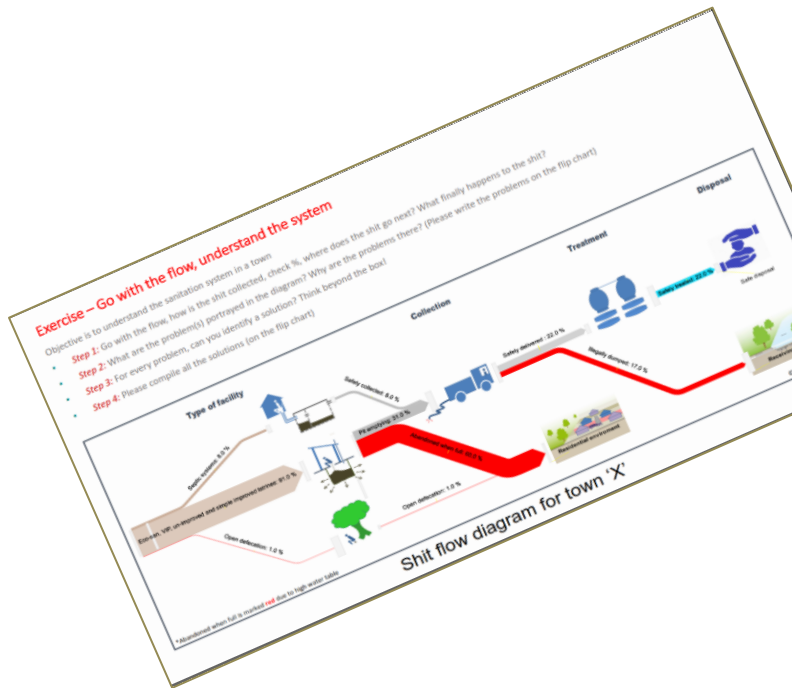 Exercise – Go with the flow, understand the system
Objective is to understand the sanitation system in a town
• Step 1: Go with the flow, how is the shit collected, check %, where does the shit go next? What finally happens to the shit?
• Step 2: What are the problem(s) portrayed in the diagram? Why are the problems there? (Please write the problems on the flip chart)
• Step 3: For every problem, can you identify a solution? Think beyond the box!
• Step 4: Please compile all the solutions (on the flip chart)
Type of facility
Collection
Treatment
Disposal
Septic systems: 8.0 %
Safely collected: 8.0 %
Safely delivered : 22.0 %
Safely treated: 22.0 %
Safe disposal
VIP, un-improved and simple improved latrines: 91.0 %
Pit emptying: 31.0 %
Illegally dumped: 17.0 %
Abandoned when full:
Residential enviroment
Open defecation: 1.0 %
Open defecation: 1.0 %
*Abandoned when full is marked red due to high water table
Shit flow diagram for town ‘X’